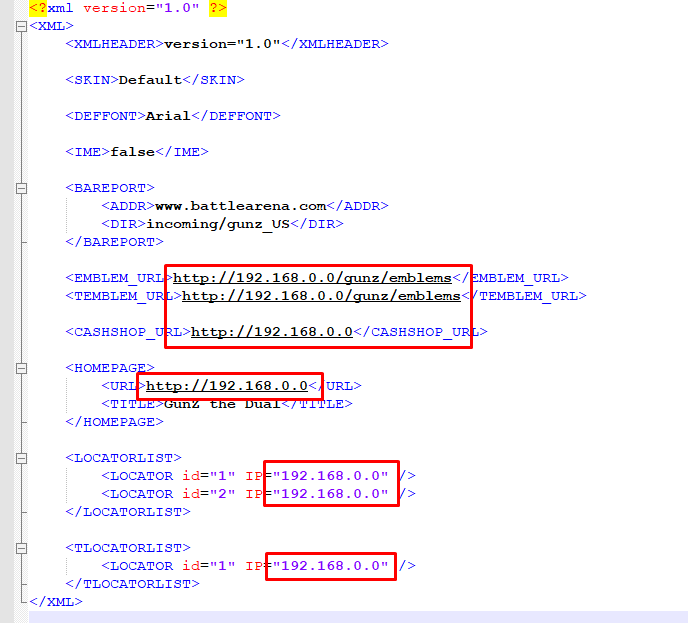 <?xml version="1.0" ?>
<XML>
<XMLHEADER>version="1.0"</XMLHEADER>
<SKIN>Default</SKIN>
<DEFFONT>Arial</DEFFONT>
<IME>false</IME>
<BAREPORT>
<ADDR>www.battlearena.com</ADDR>
<DIR>incoming/gunz_US</DIR>
</BAREPORT>
<EMBLEM_URL>http://192.168.0.0/gunz/emblems</EMBLEM_URL>
<TEMBLEM_URL>http://192.168.0.0/gunz/emblems</TEMBLEM_URL>
<CASHSHOP_URL>http://192.168.0.0</CASHSHOP_URL>
<HOMEPAGE>
<URL>http://192.168.0.0</URL>
<TITLE>GunZ the Dual</TITLE>
</HOMEPAGE>
<LOCATORLIST>
<LOCATOR id="1" IP="192.168.0.0" />
<LOCATOR id="2" IP="192.168.0.0" />
</LOCATORLIST>
<TLOCATORLIST>
<LOCATOR id="1" IP="192.168.0.0" />
</TLOCATORLIST>
</XML>